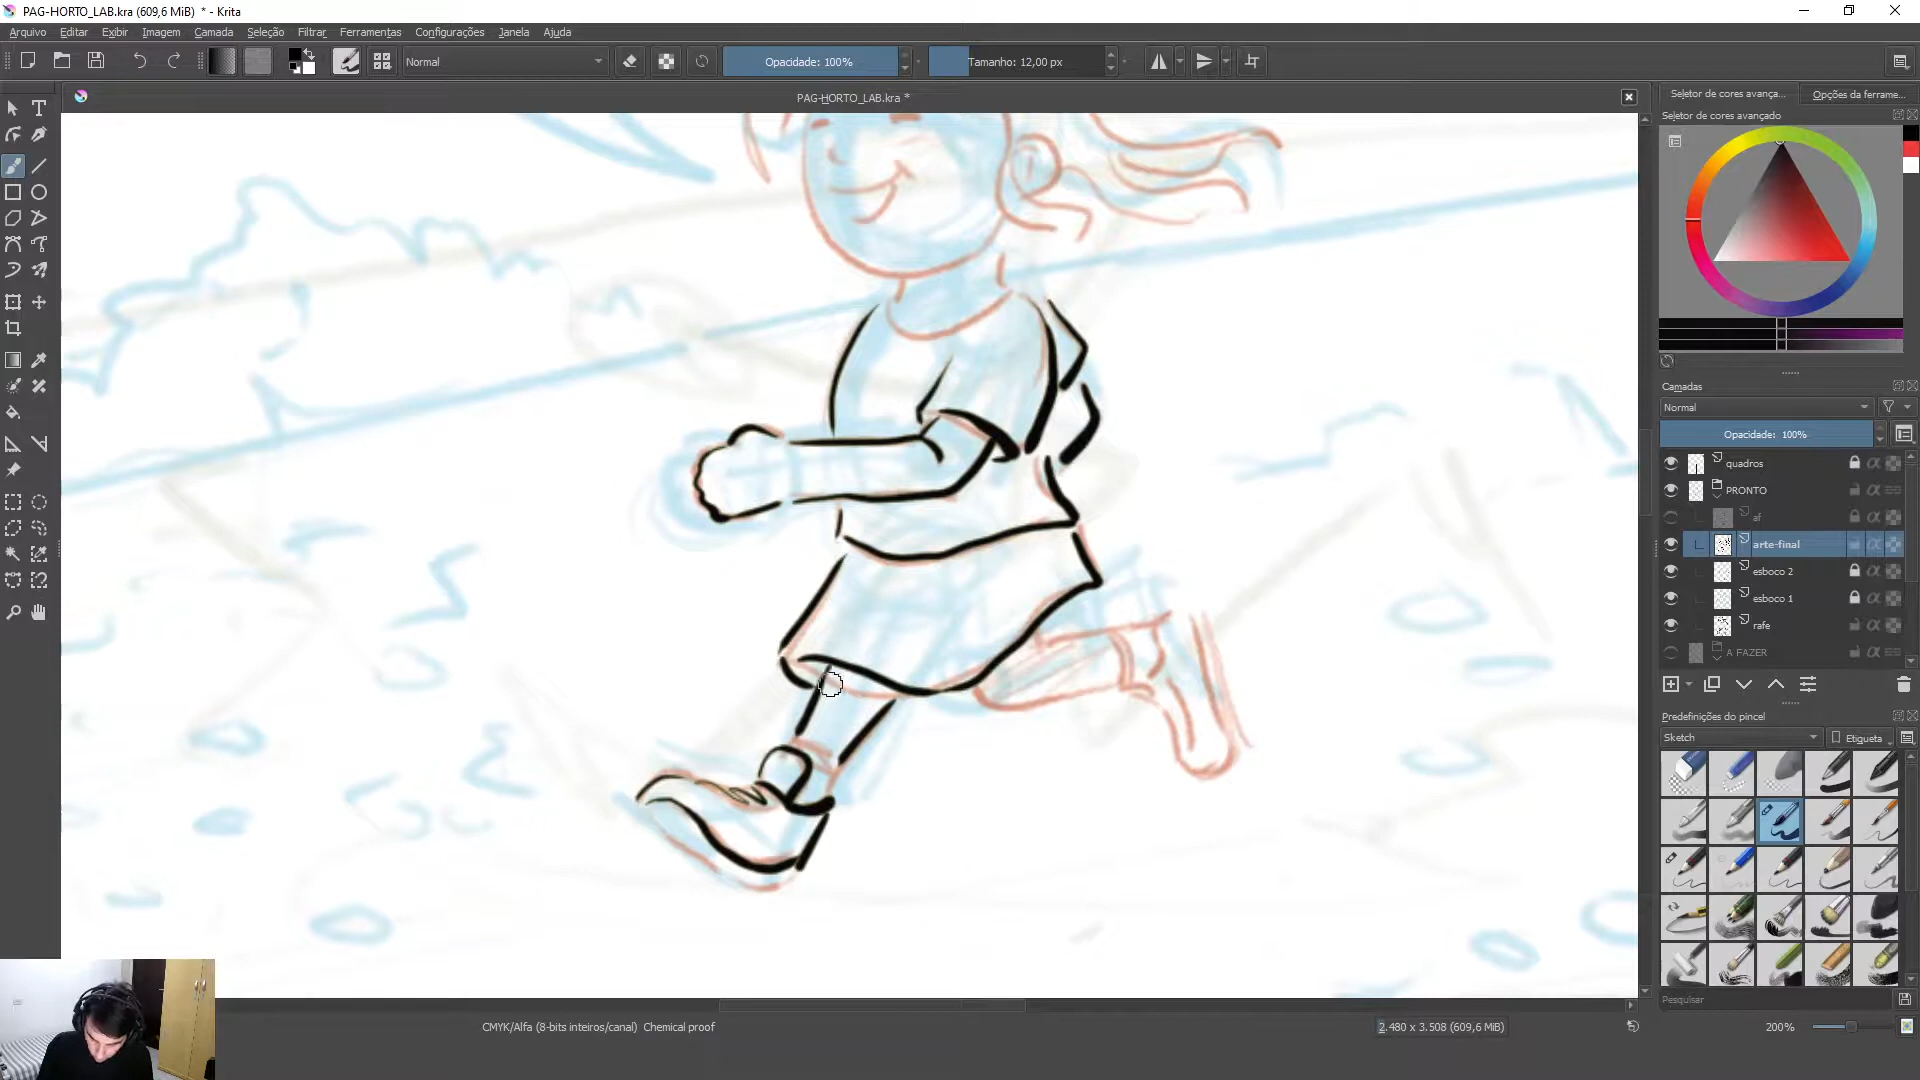 PAG-HORTO_LAB.kra (609,6 MiB) * - Krita
Arquivo Editar Exibir Imagem Camada Seleção Filtrar Ferramentas Configurações Janela Ajuda
Normal
Opacidade: 100%
Tamanho: 12,00 px
PAG-HORTO_LAB.kra *
Seletor de cores avança...
Opções da ferrame...
Seletor de cores avançado
Camadas
Normal
Opacidade: 100%
quadros
PRONTO
af
arte-final
esboco 2
esboco 1
rafe
A FAZER
Predefinições do pincel
Sketch
Etiqueta
Pesquisar
CMYK/Alfa (8-bits inteiros/canal) Chemical proof
2.480 x 3.508 (609,6 MiB)
200%